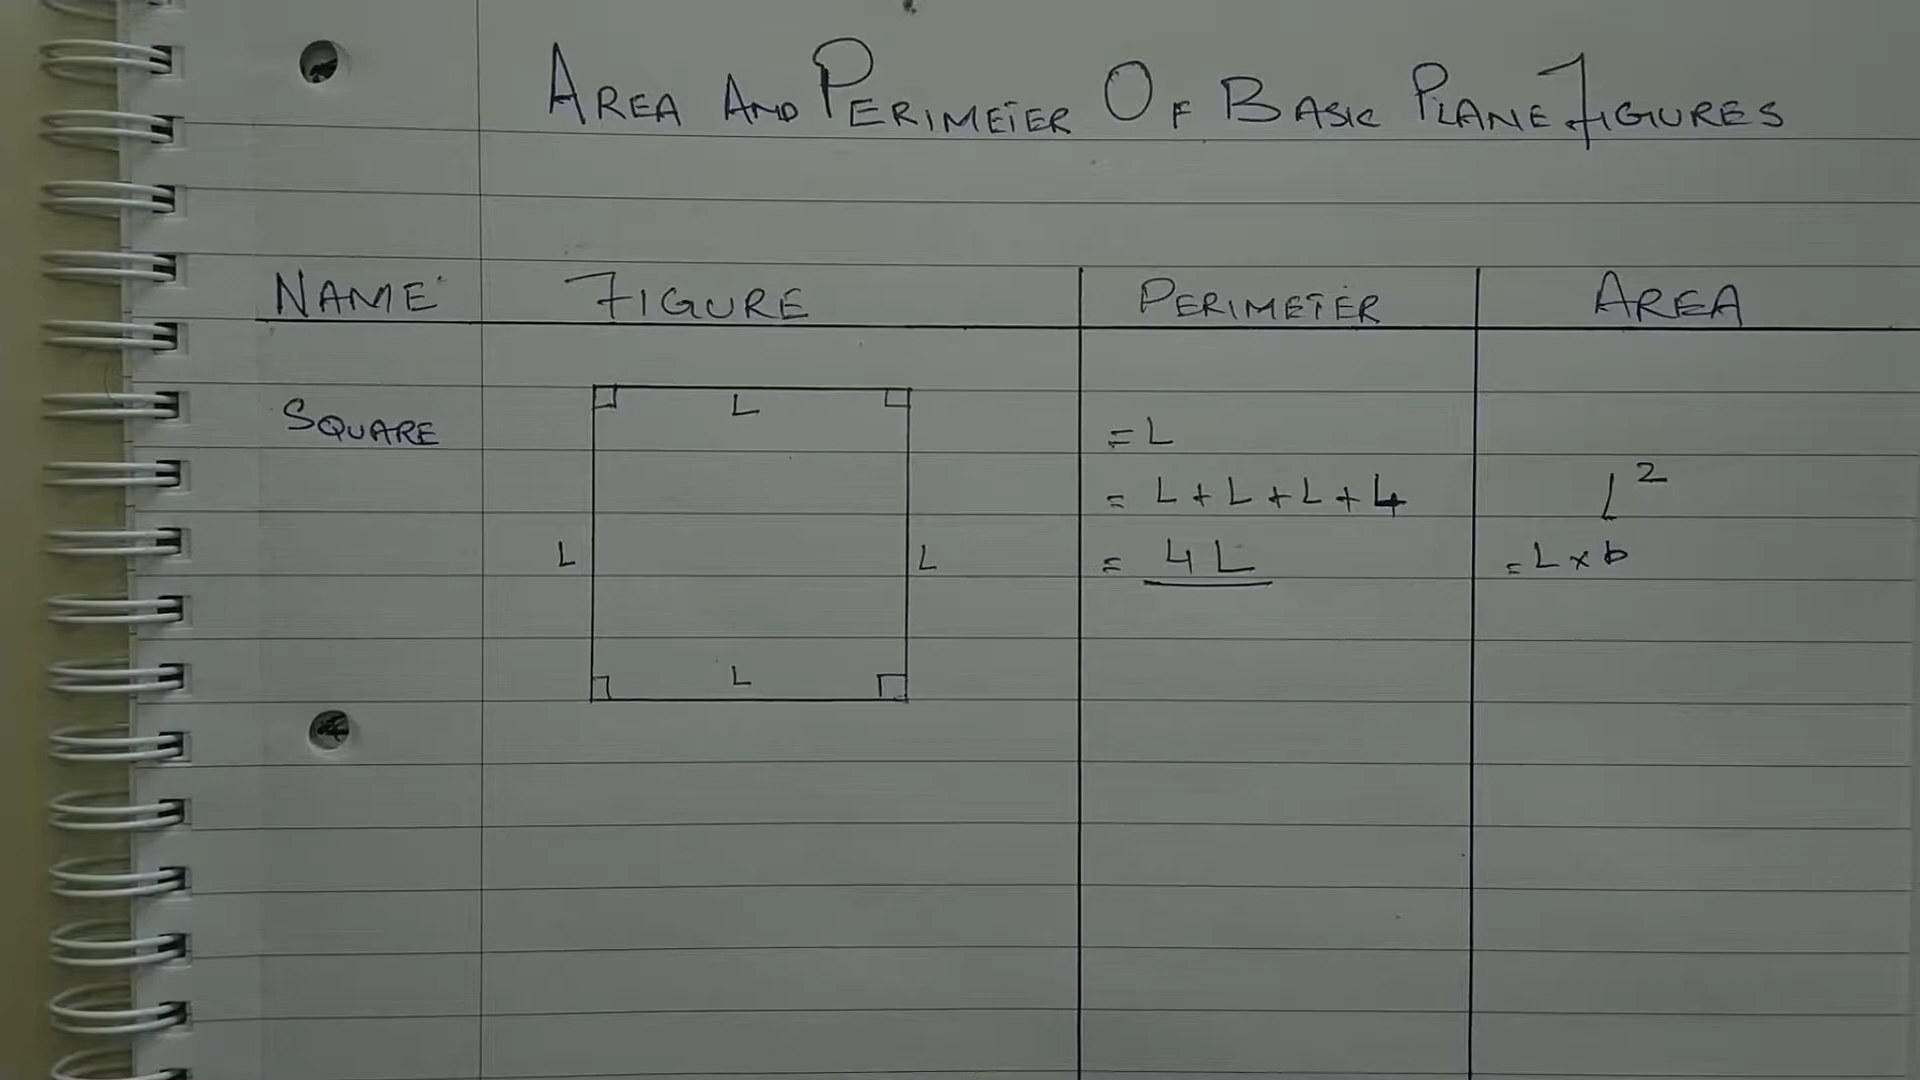 AREA AND PERIMETER OF BASIC PLANE FIGURES
NAME FIGURE PERIMETER AREA
SQUARE
L
L
L
L
= L
= L + L + L + 4
= 4L
L²
= L × b